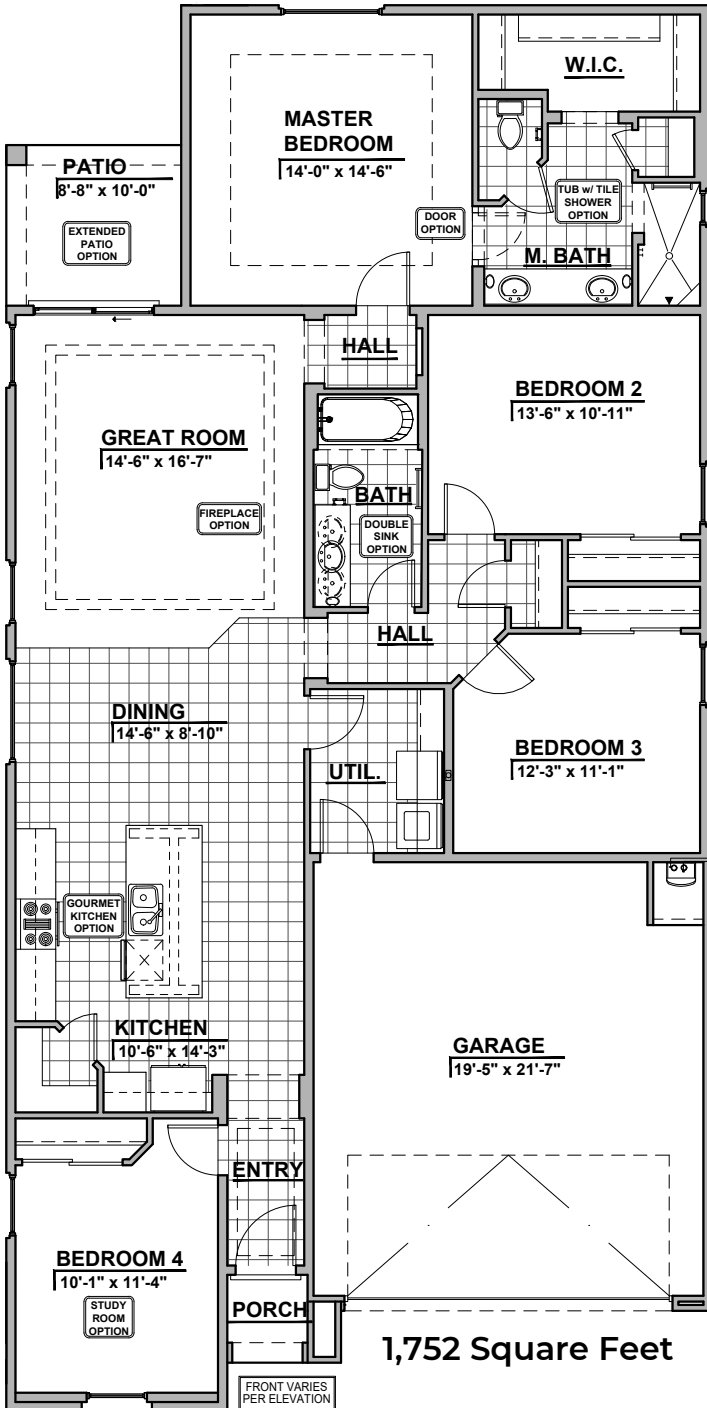 W.I.C.
MASTER
BEDROOM
14'-0" x 14'-6"
PATIO
8'-8" x 10'-0"
EXTENDED
PATIO
OPTION
DOOR
OPTION
TUB w/ TILE
SHOWER
OPTION
M. BATH
HALL
BEDROOM 2
13'-6" x 10'-11"
GREAT ROOM
14'-6" x 16'-7"
FIREPLACE
OPTION
BATH
DOUBLE
SINK
OPTION
HALL
DINING
14'-6" x 8'-10"
UTIL.
BEDROOM 3
12'-3" x 11'-1"
GOURMET
KITCHEN
OPTION
KITCHEN
10'-6" x 14'-3"
GARAGE
19'-5" x 21'-7"
ENTRY
BEDROOM 4
10'-1" x 11'-4"
STUDY
ROOM
OPTION
PORCH
1,752 Square Feet
FRONT VARIES
PER ELEVATION